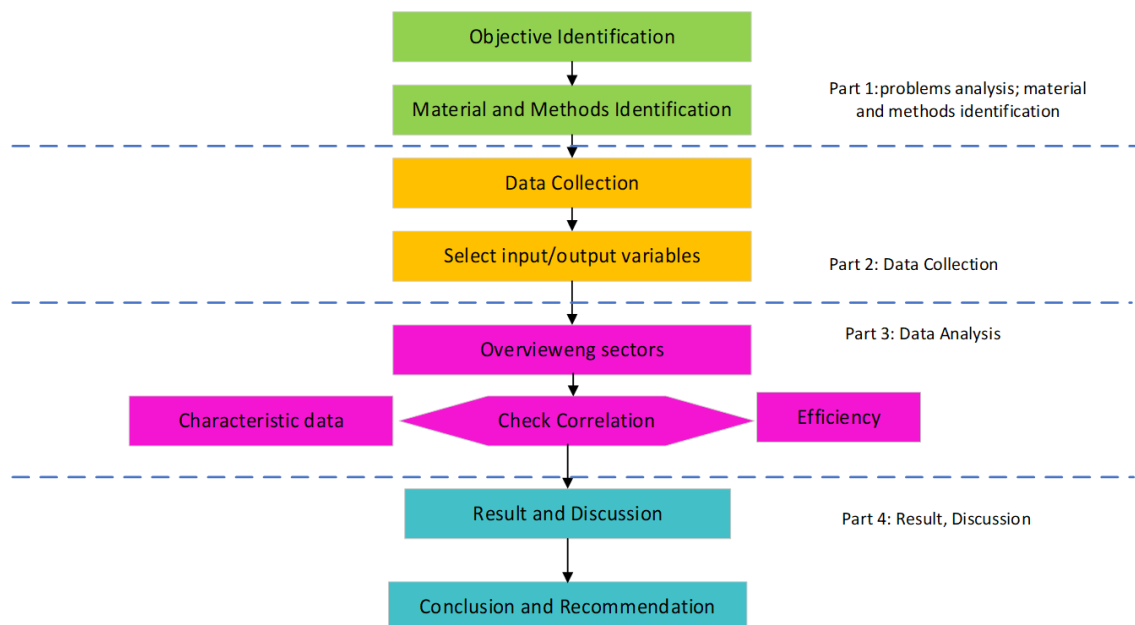 Objective Identification
Material and Methods Identification
Part 1:problems analysis; material
and methods identification
Data Collection
Select input/output variables
Part 2: Data Collection
Overvieweng sectors
Part 3: Data Analysis
Characteristic data
Check Correlation
Efficiency
Result and Discussion
Part 4: Result, Discussion
Conclusion and Recommendation